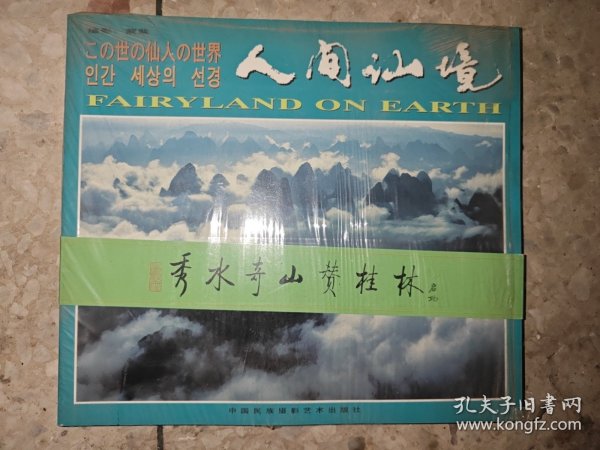 この世の仙人の世界
인간 세상의 선경
人间仙境
FAIRYLAND ON EARTH
秀水奇山赞桂林
中国民族摄影艺术出版社
孔夫子旧书网
www.kongfz.com